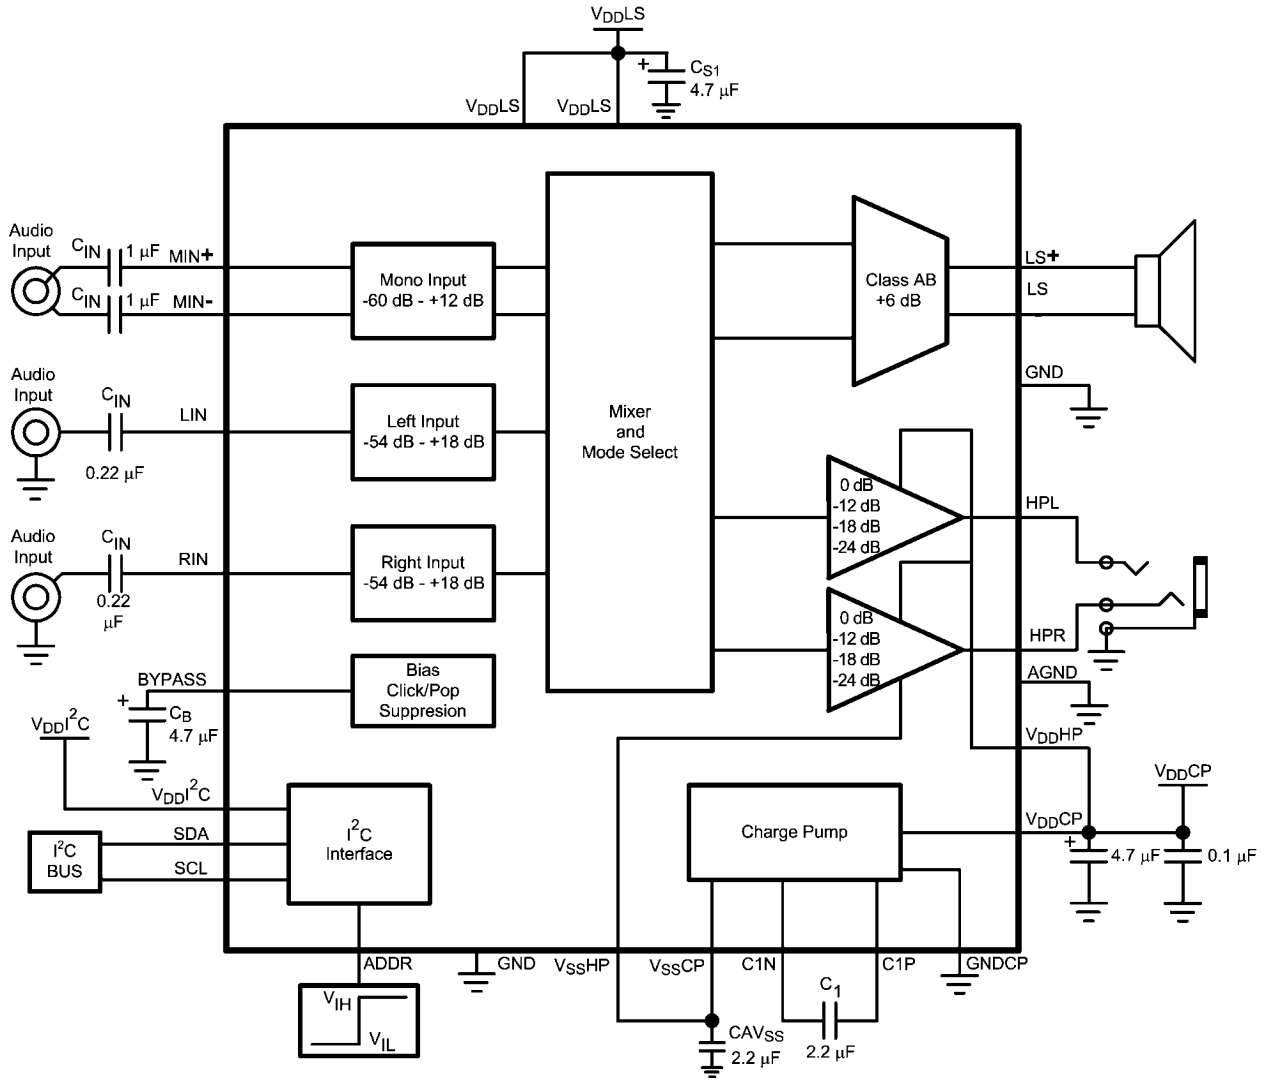 VDDLS
+ CS1
4.7 µF
VDDLS VDDLS
Audio
Input
CIN 1 µF MIN+
CIN 1 µF MIN-
Mono Input
-60 dB - +12 dB
Class AB
+6 dB
LS+
LS
GND
Audio
Input
CIN
LIN
0.22 µF
Left Input
-54 dB - +18 dB
Mixer
and
Mode Select
0 dB
-12 dB
-18 dB
-24 dB
HPL
Audio
Input
CIN
RIN
0.22
µF
Right Input
-54 dB - +18 dB
0 dB
-12 dB
-18 dB
-24 dB
HPR
AGND
BYPASS
+ CB
4.7 µF
Bias
Click/Pop
Suppresion
VDDI2C
VDDI2C
VDDHP
VDDCP
VDDCP
+ 4.7 µF
0.1 µF
I2C
BUS
SDA
SCL
I2C
Interface
Charge Pump
ADDR
GND
VSSHP
VSSCP
C1N
C1P
GNDCP
VIH
VIL
CAVSS
2.2 µF
C1
2.2 µF